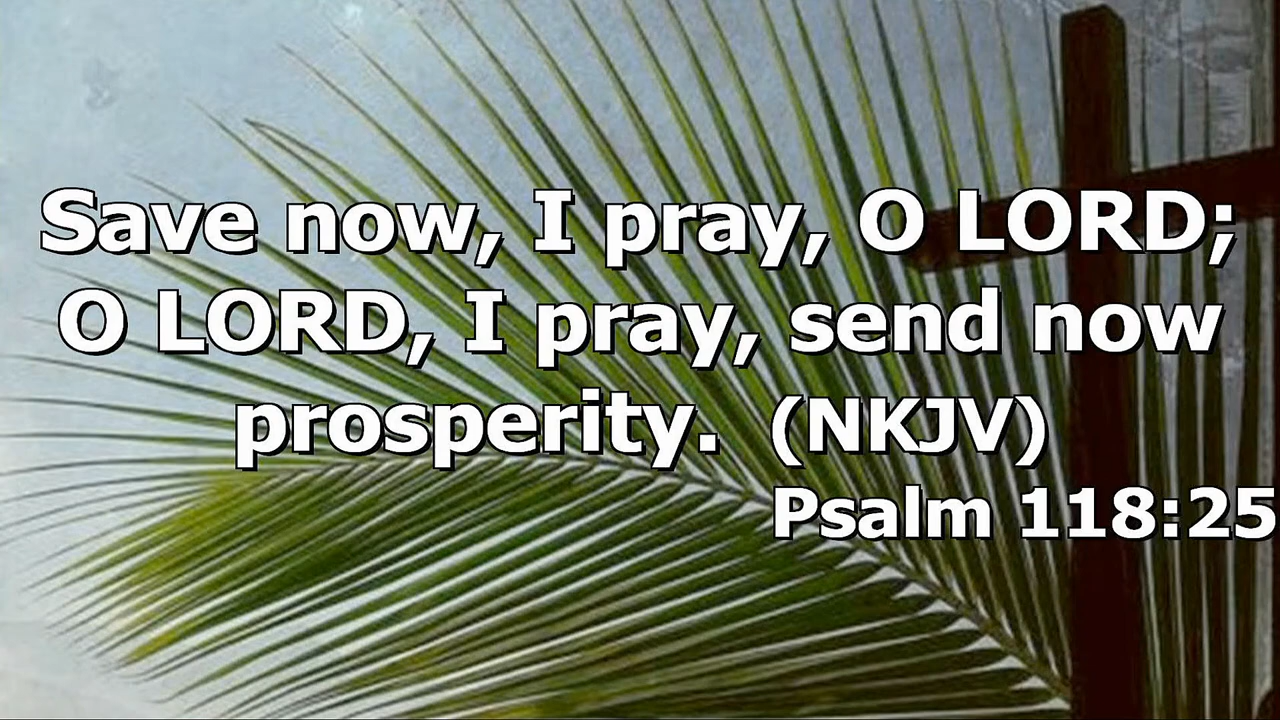 Save now, I pray, O LORD;
O LORD, I pray, send now
prosperity. (NKJV)
Psalm 118:25